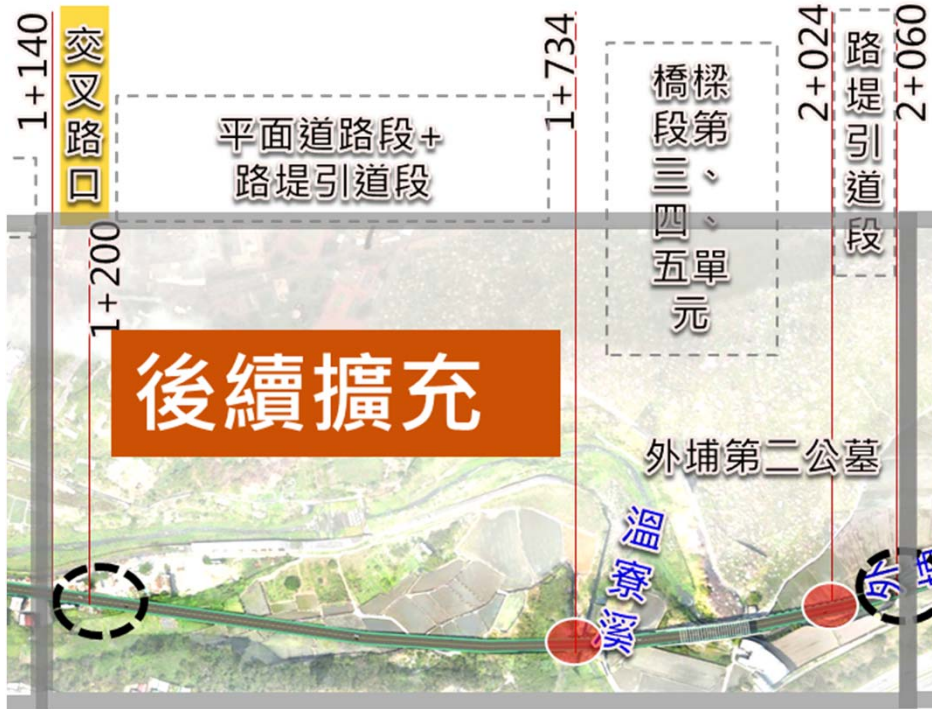 1+140
交叉路口
1+200
平面道路段+
路堤引道段
1+734
橋樑
段第
三、
四、
五單
元
2+024
路堤引道段
2+060
後續擴充
外埔第二公墓
溫寮溪
外埔